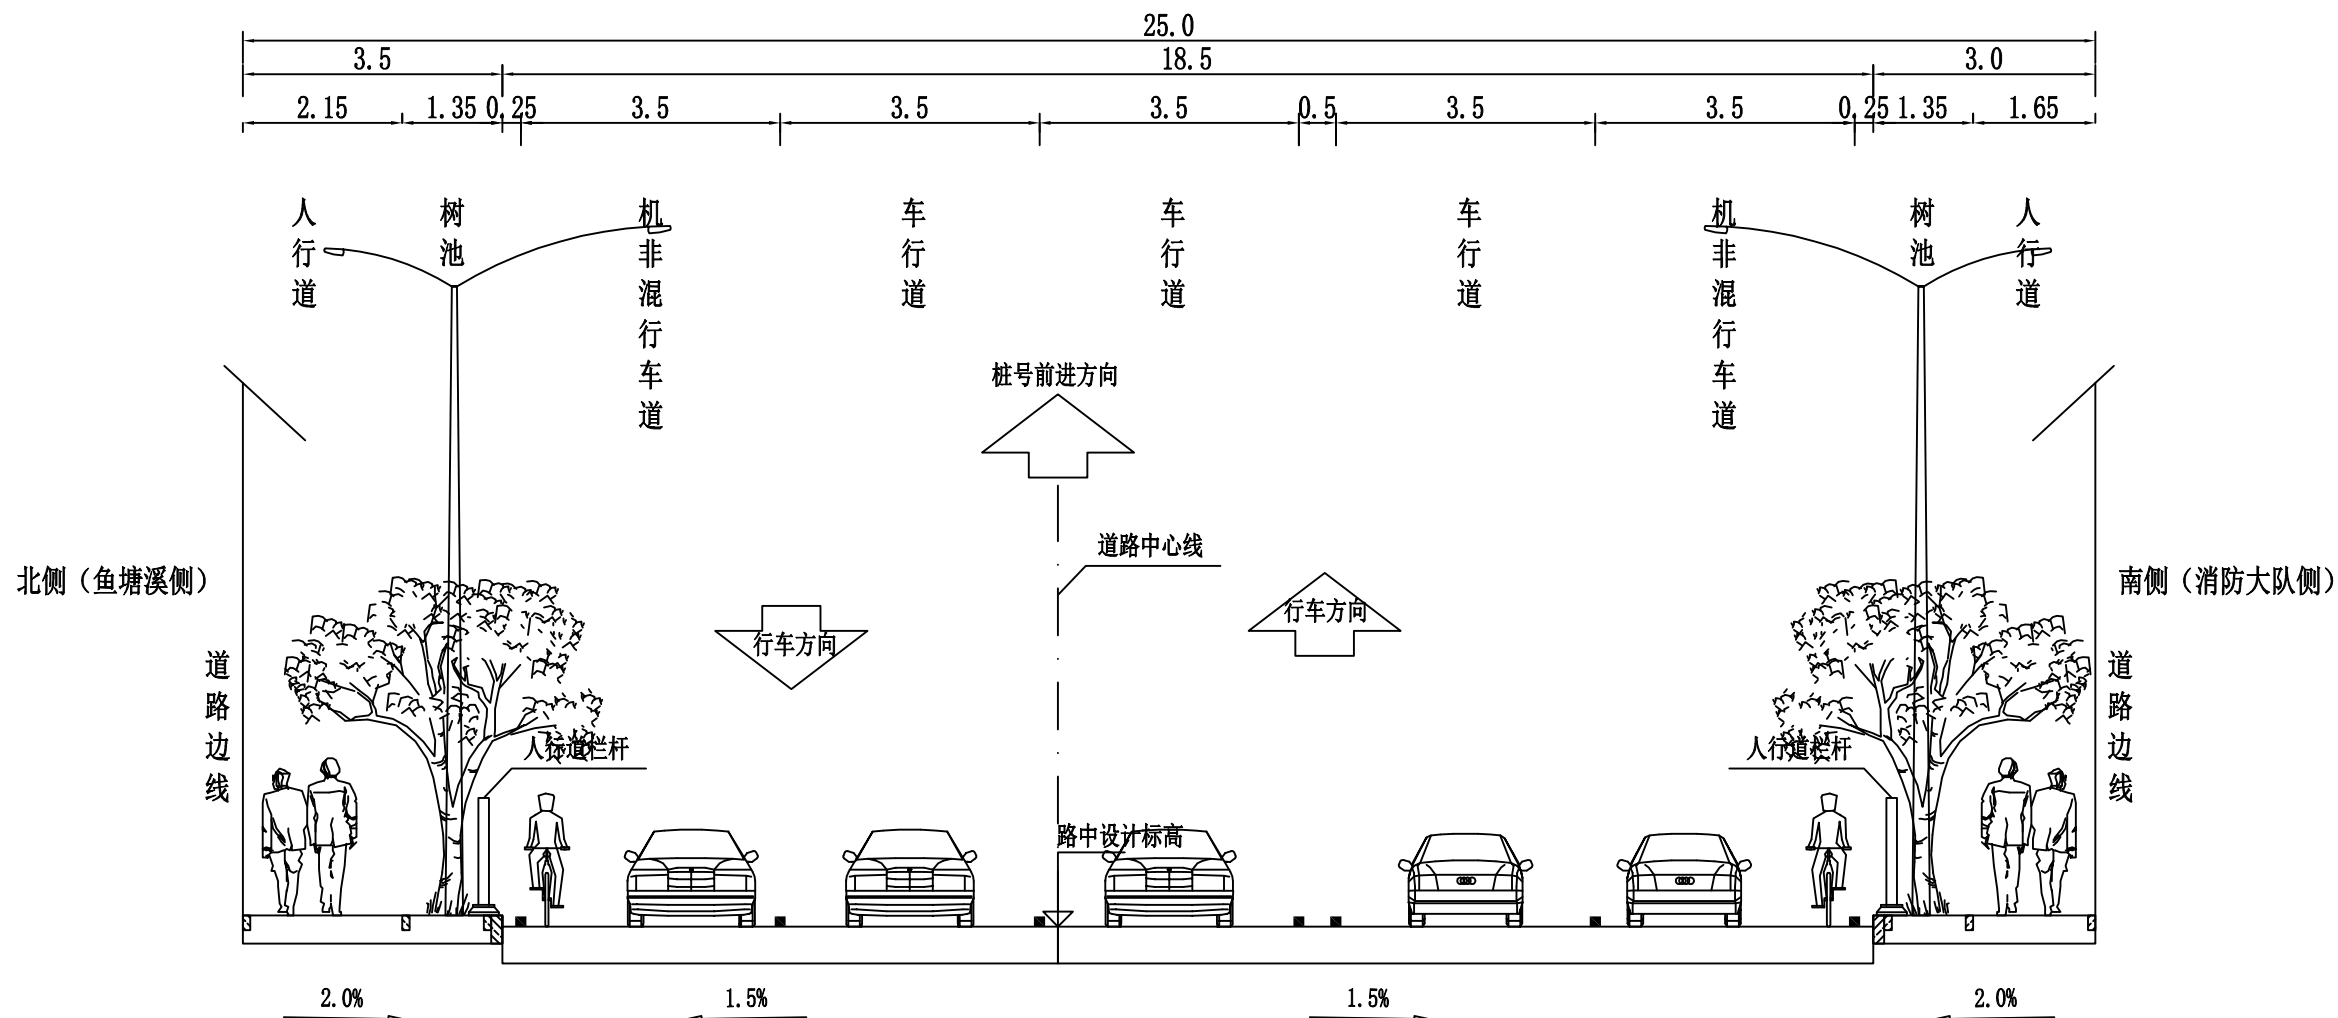 25.0
3.5 18.5 3.0
2.15 1.35 0.25 3.5 3.5 3.5 0.5 3.5 3.5 0.25 1.35 1.65
人行道
树池
机非混行车道
车行道
车行道
车行道
机非混行车道
树池
人行道
桩号前进方向
道路中心线
北侧（鱼塘溪侧）
南侧（消防大队侧）
行车方向
行车方向
道路边线
道路边线
人行道栏杆
人行道栏杆
路中设计标高
2.0% 1.5% 1.5% 2.0%